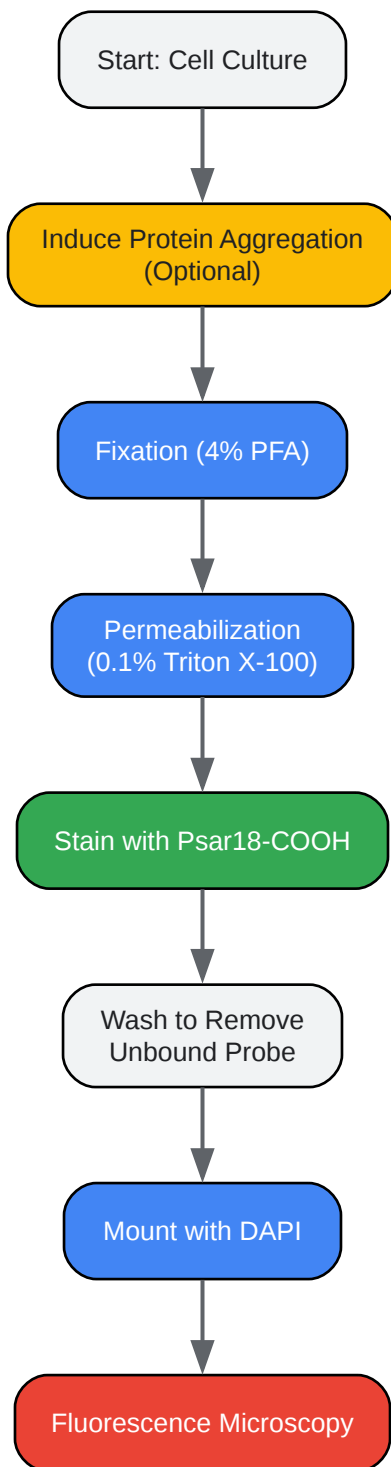 Start: Cell Culture
Induce Protein Aggregation
(Optional)
Fixation (4% PFA)
Permeabilization
(0.1% Triton X-100)
Stain with Psar18-COOH
Wash to Remove
Unbound Probe
Mount with DAPI
Fluorescence Microscopy